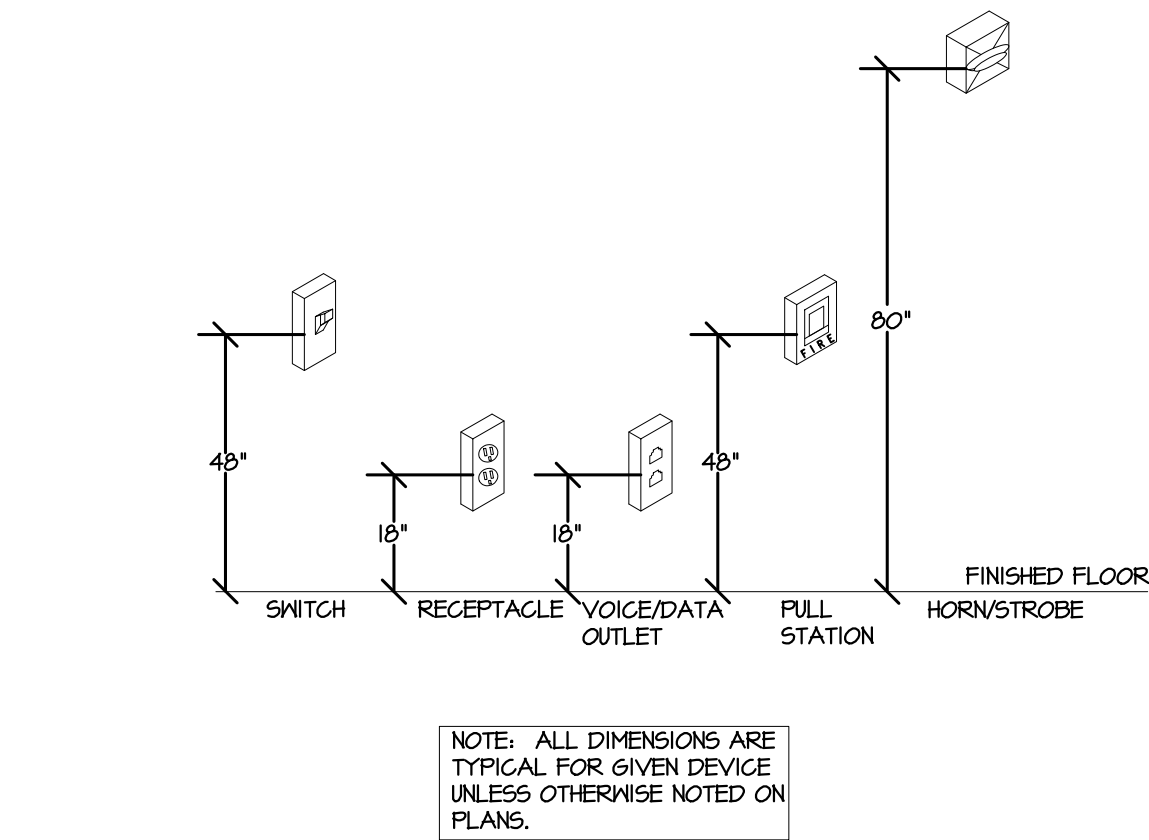 80"
FIRE
48"
48"
18"
18"
FINISHED FLOOR
SWITCH
RECEPTACLE
VOICE/DATA
OUTLET
PULL
STATION
HORN/STROBE
NOTE: ALL DIMENSIONS ARE
TYPICAL FOR GIVEN DEVICE
UNLESS OTHERWISE NOTED ON
PLANS.